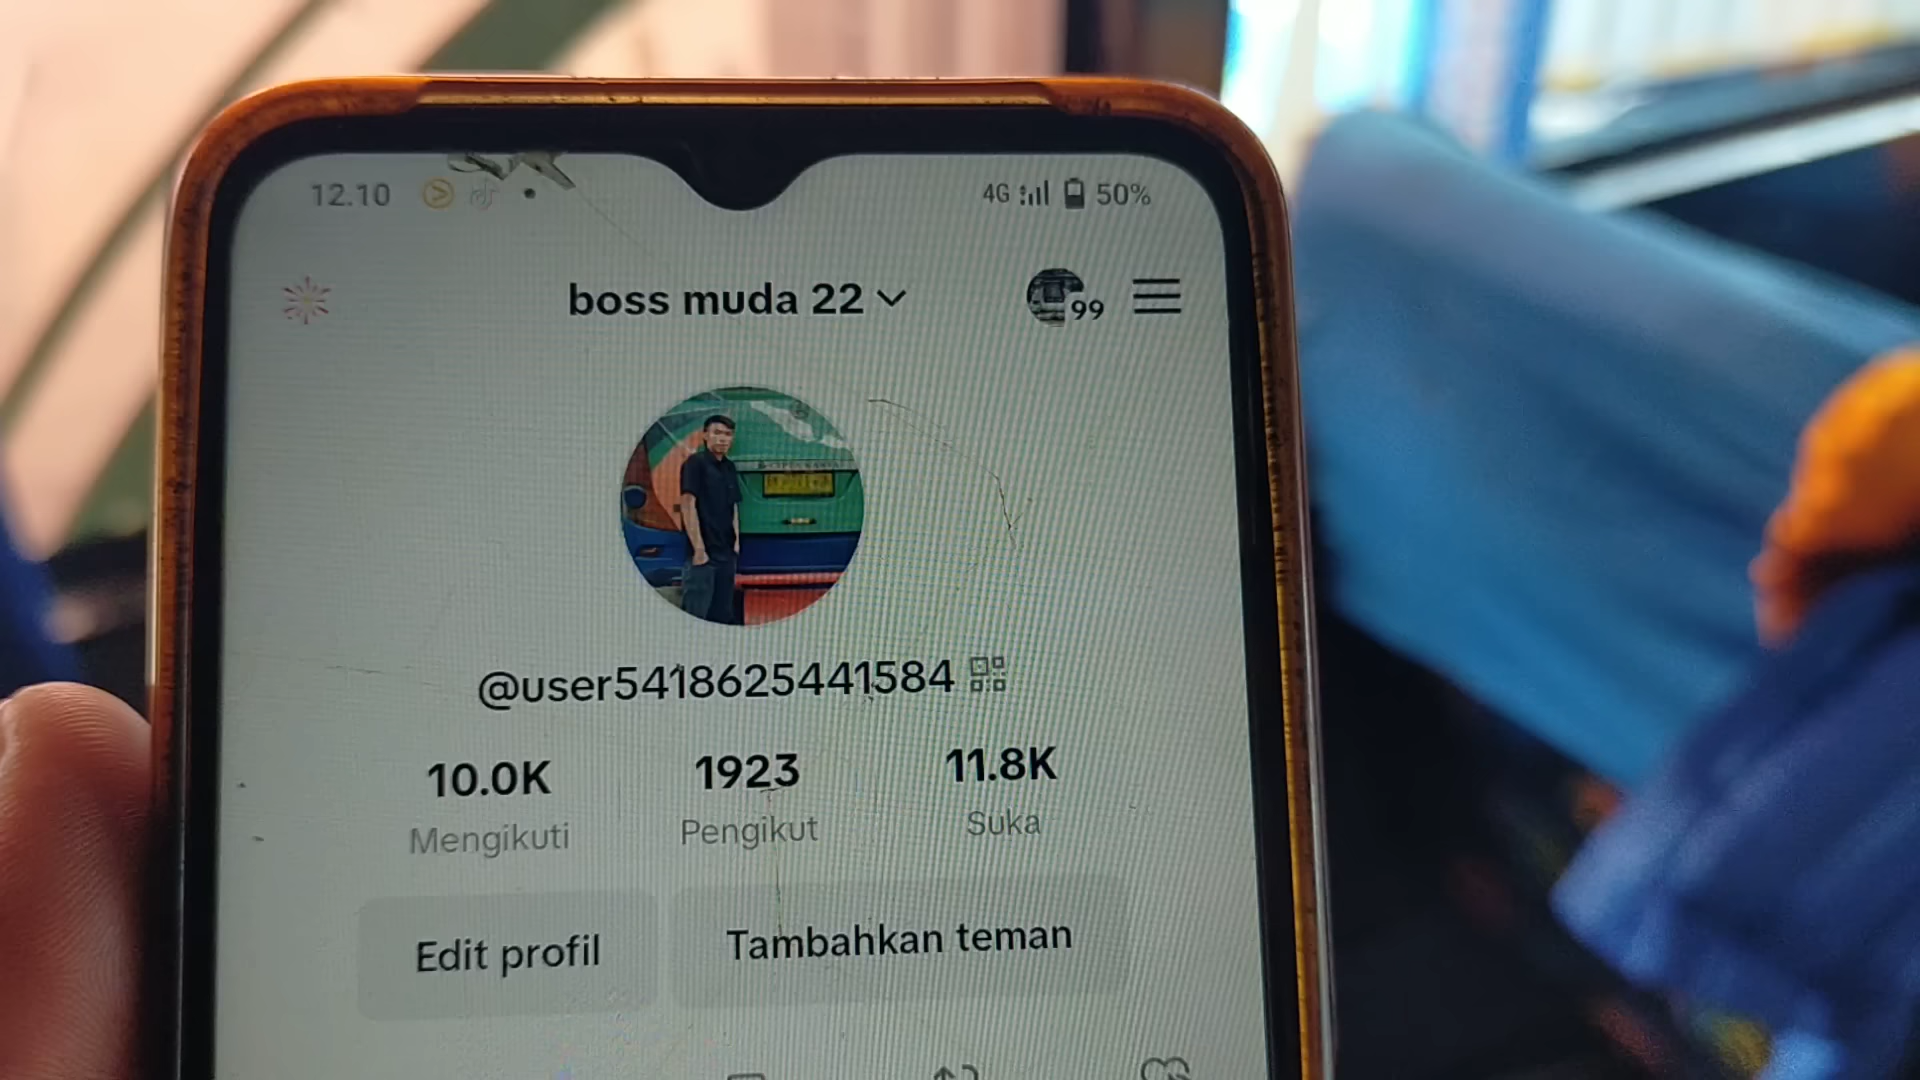 12.10 4G 50%
boss muda 22 99
@user5418625441584
10.0K 1923 11.8K
Mengikuti Pengikut Suka
Edit profil Tambahkan teman